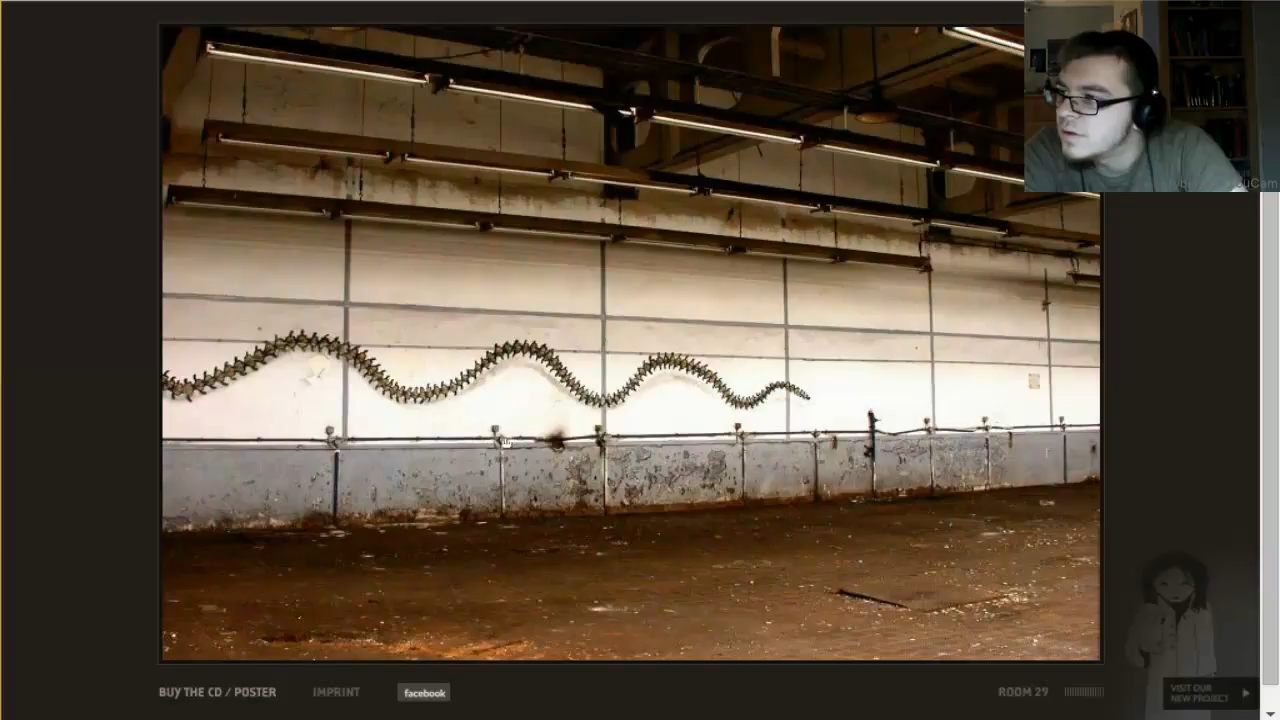 BUY THE CD / POSTER
IMPRINT
facebook
ROOM 29
VISIT OUR
NEW PROJECT